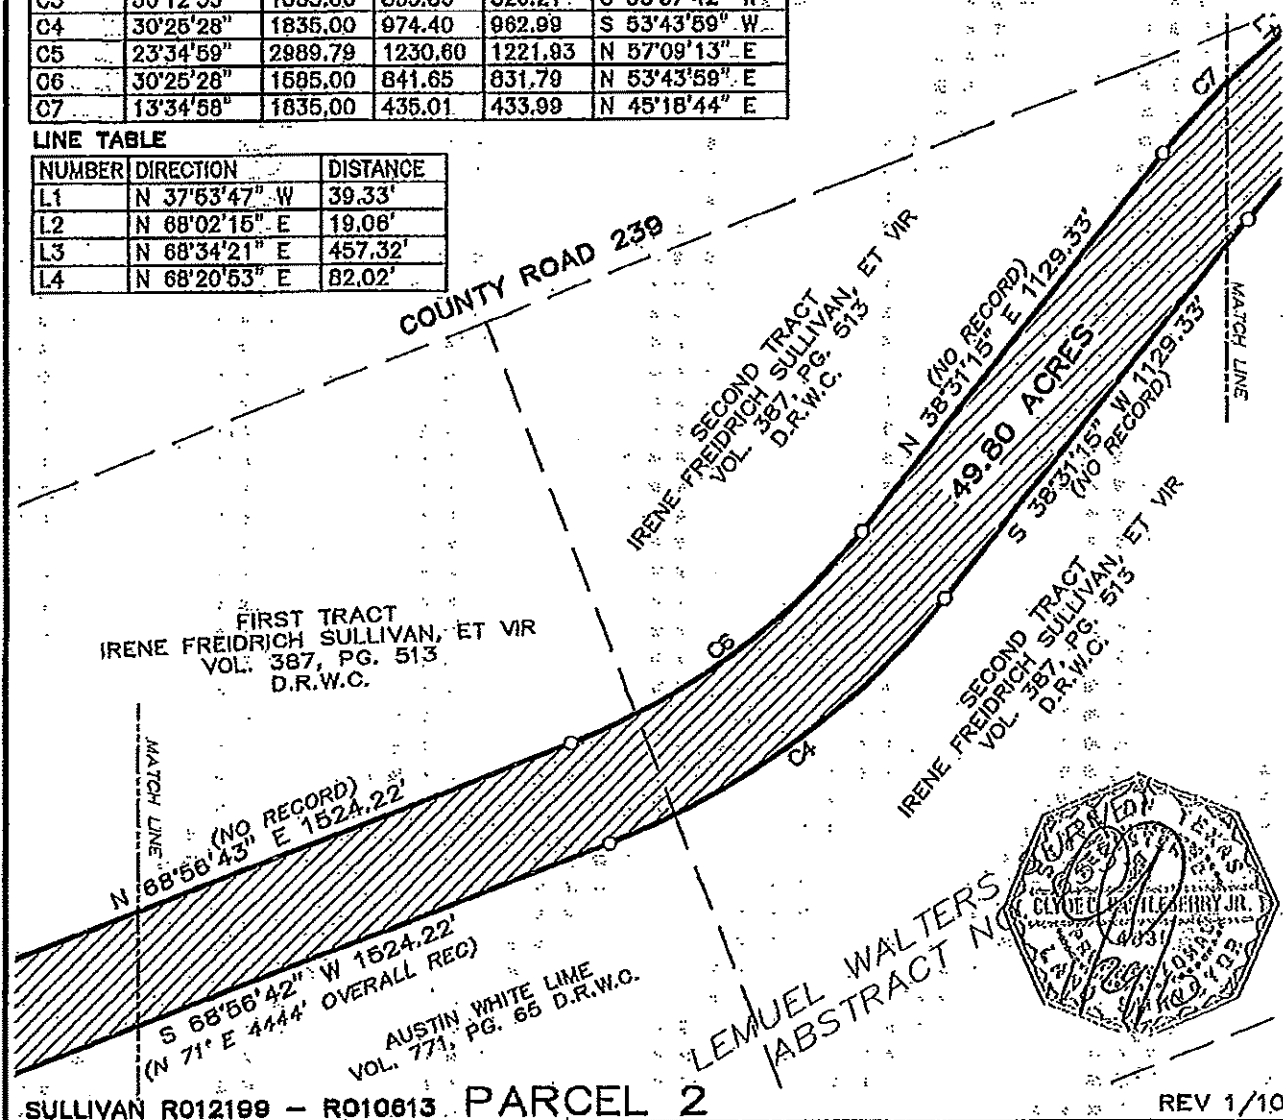 C4 30°25'28" 1835.00 974.40 962.99 S 53°43'59" W
C5 23°34'59" 2989.79 1230.60 1221.93 N 57°09'13" E
C6 30°25'28" 1585.00 841.65 831.79 N 53°43'59" E
C7 13°34'58" 1835.00 435.01 433.99 N 45°18'44" E
LINE TABLE
NUMBER DIRECTION DISTANCE
L1 N 37°53'47" W 39.33'
L2 N 68°02'15" E 19.06'
L3 N 68°34'21" E 457.32'
L4 N 68°20'53" E 82.02'
COUNTY ROAD 239
C7
MATCH LINE
SECOND TRACT
IRENE FREIDRICH SULLIVAN, ET VIR
VOL. 387, PG. 513
D.R.W.C.
(NO RECORD)
N 38°31'15" E 1129.33'
49.80 ACRES
S 38°31'15" W 1129.33'
(NO RECORD)
FIRST TRACT
IRENE FREIDRICH SULLIVAN, ET VIR
VOL. 387, PG. 513
D.R.W.C.
C6
C4
SECOND TRACT
IRENE FREIDRICH SULLIVAN, ET VIR
VOL. 387, PG. 513
D.R.W.C.
MATCH LINE
(NO RECORD)
N 68°56'43" E 1524.22'
S 68°56'42" W 1524.22'
(N 71° E 4444' OVERALL REC)
AUSTIN WHITE LIME
VOL. 771, PG. 65 D.R.W.C.
LEMUEL WALTERS
ABSTRACT NO
CLYDE C. CASTLEBERRY JR.
SULLIVAN R012199 - R010613 PARCEL 2
REV 1/10